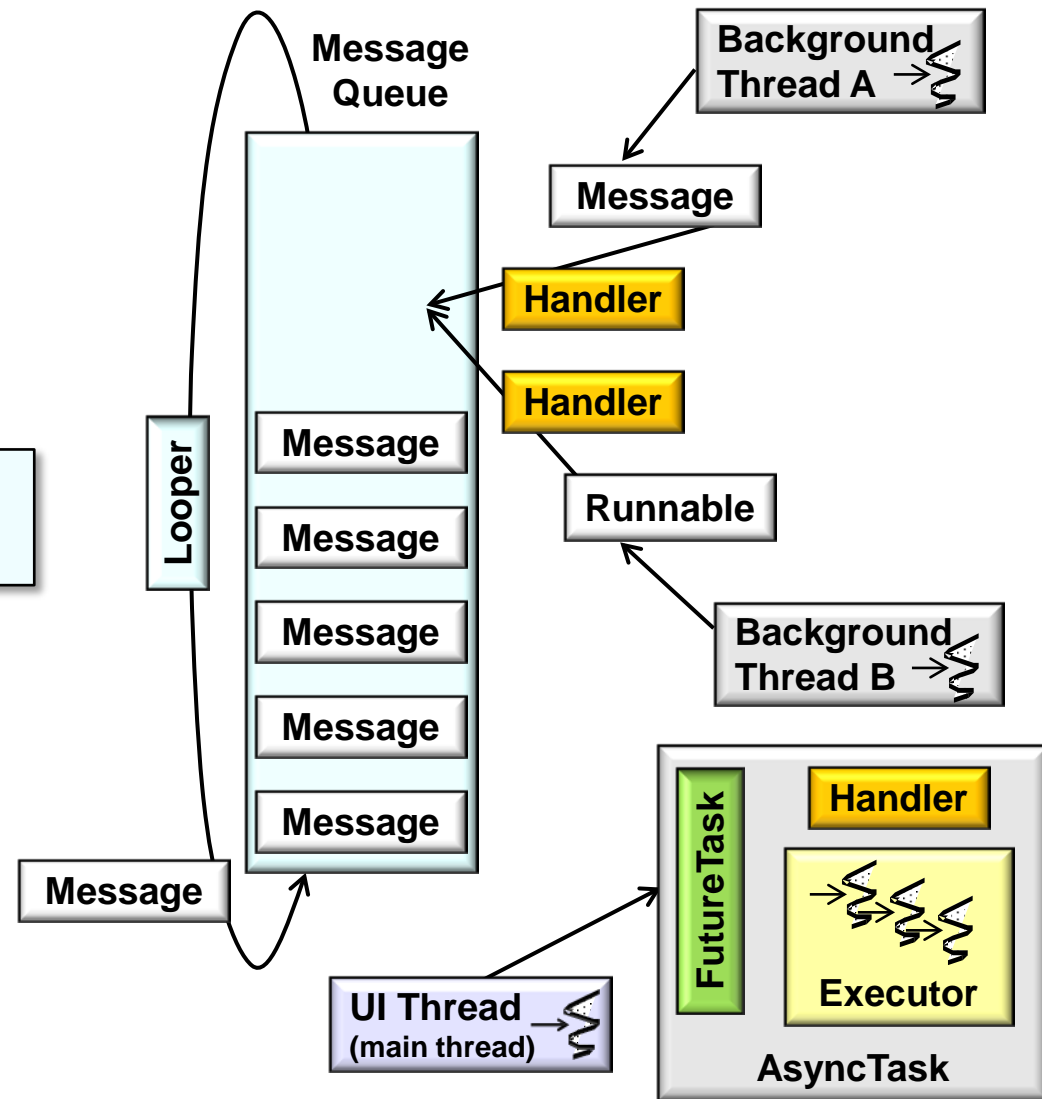 Message
Queue
Background
Thread A
Message
Handler
Handler
Message
Looper
Runnable
Message
Message
Background
Thread B
Message
Message
Message
FutureTask
Handler
Executor
AsyncTask
UI Thread
(main thread)